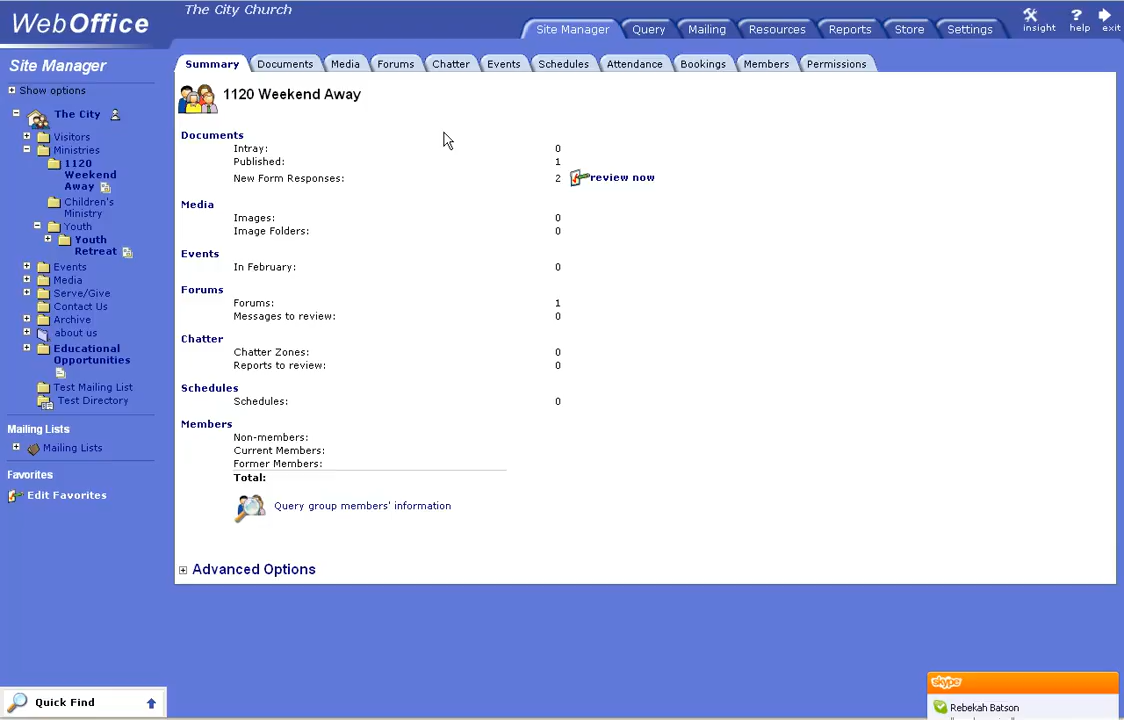 WebOffice
The City Church
Site Manager
Query
Mailing
Resources
Reports
Store
Settings
insight
help
exit
Site Manager
Show options
The City
Visitors
Ministries
1120
Weekend
Away
Children's
Ministry
Youth
Youth
Retreat
Events
Media
Serve/Give
Contact Us
Archive
about us
Educational
Opportunities
Test Mailing List
Test Directory
Mailing Lists
Mailing Lists
Favorites
Edit Favorites
Quick Find
Summary
Documents
Media
Forums
Chatter
Events
Schedules
Attendance
Bookings
Members
Permissions
1120 Weekend Away
Documents
Intray: 0
Published: 1
New Form Responses: 2 review now
Media
Images: 0
Image Folders: 0
Events
In February: 0
Forums
Forums: 1
Messages to review: 0
Chatter
Chatter Zones: 0
Reports to review: 0
Schedules
Schedules: 0
Members
Non-members:
Current Members:
Former Members:
Total:
Query group members' information
Advanced Options
skype
Rebekah Batson